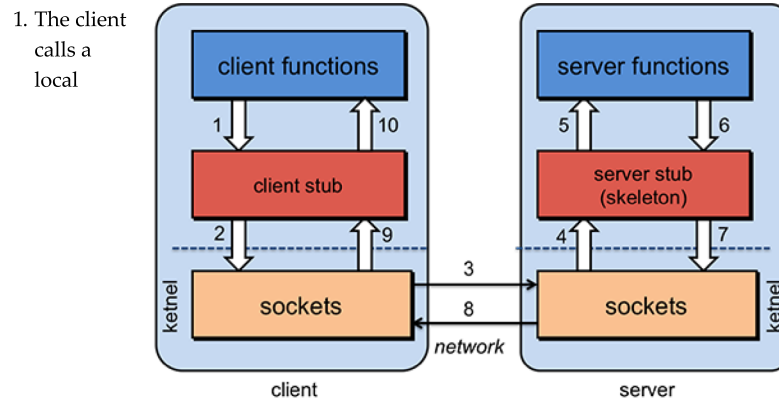 1. The client
calls a
local
client functions
server functions
1
10
5
6
client stub
server stub
(skeleton)
2
9
4
7
3
ketnel
sockets
sockets
ketnel
8
network
client
server